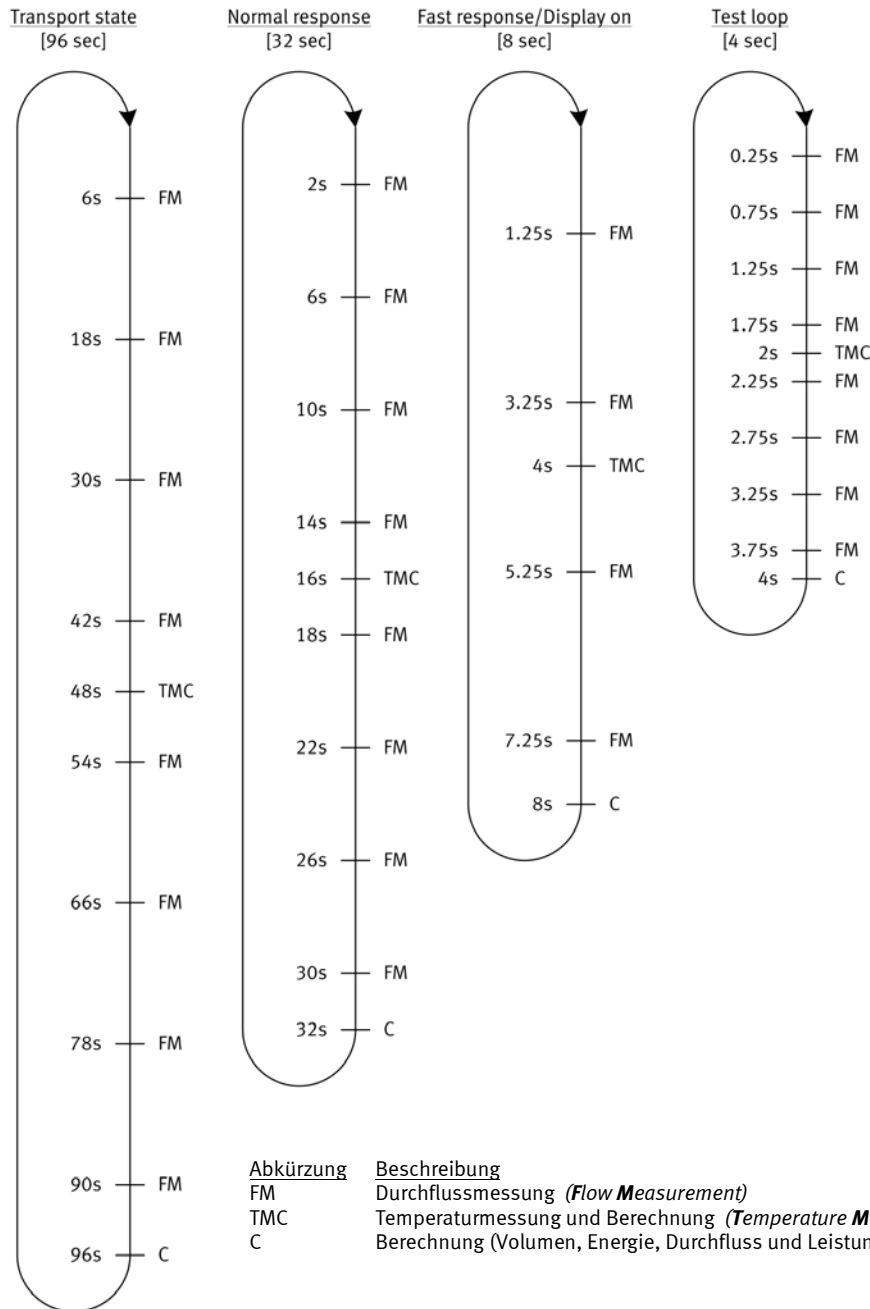 Transport state
[96 sec]
6s FM
18s FM
30s FM
42s FM
48s TMC
54s FM
66s FM
78s FM
90s FM
96s C
Normal response
[32 sec]
2s FM
6s FM
10s FM
14s FM
16s TMC
18s FM
22s FM
26s FM
30s FM
32s C
Fast response/Display on
[8 sec]
1.25s FM
3.25s FM
4s TMC
5.25s FM
7.25s FM
8s C
Test loop
[4 sec]
0.25s FM
0.75s FM
1.25s FM
1.75s FM
2s TMC
2.25s FM
2.75s FM
3.25s FM
3.75s FM
4s C
Abkürzung Beschreibung
FM Durchflussmessung (Flow Measurement)
TMC Temperaturmessung und Berechnung (Temperature M
C Berechnung (Volumen, Energie, Durchfluss und Leistun